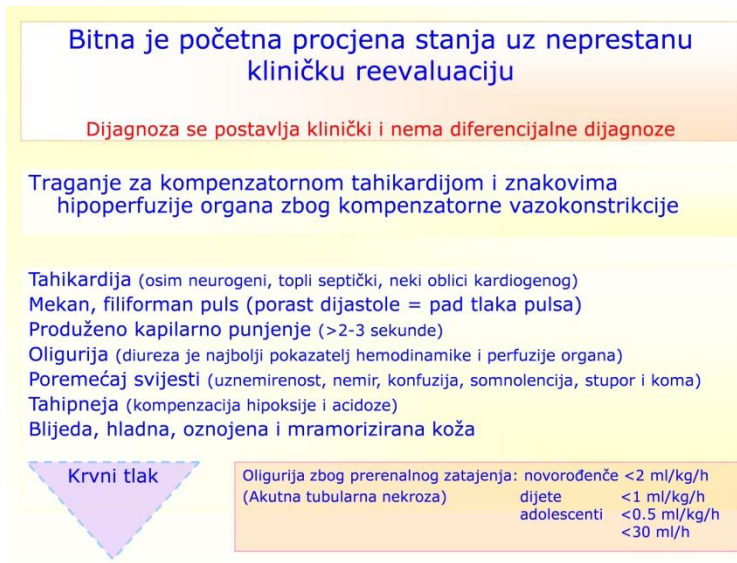 Bitna je početna procjena stanja uz neprestanu
kliničku reevaluaciju
Dijagnoza se postavlja klinički i nema diferencijalne dijagnoze
Traganje za kompenzatornom tahikardijom i znakovima
hipoperfuzije organa zbog kompenzatorne vazokonstrikcije
Tahikardija (osim neurogeni, topli septički, neki oblici kardiogenog)
Mekan, filiforman puls (porast dijastole = pad tlaka pulsa)
Produženo kapilarno punjenje (>2-3 sekunde)
Oligurija (diureza je najbolji pokazatelj hemodinamike i perfuzije organa)
Poremećaj svijesti (uznemirenost, nemir, konfuzija, somnolencija, stupor i koma)
Tahipneja (kompenzacija hipoksije i acidoze)
Blijeda, hladna, oznojena i mramorizirana koža
Krvni tlak
Oligurija zbog prerenalnog zatajenja: novorođenče <2 ml/kg/h
(Akutna tubularna nekroza) dijete <1 ml/kg/h
adolescenti <0.5 ml/kg/h
<30 ml/h